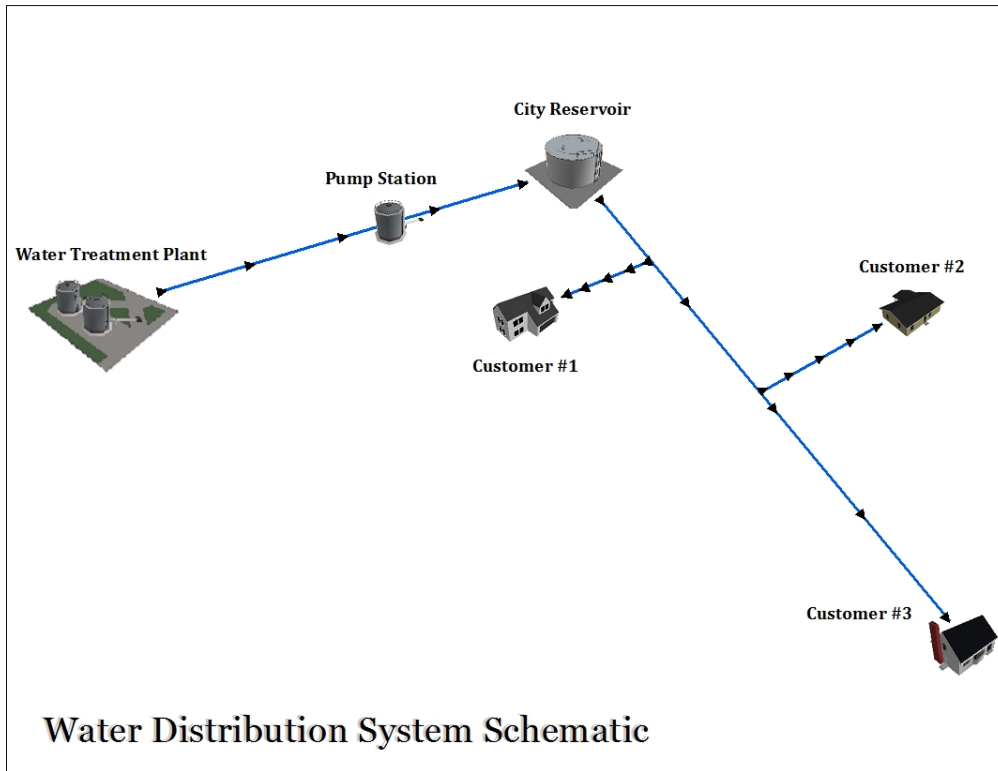 City Reservoir
Pump Station
Water Treatment Plant
Customer #2
Customer #1
Customer #3
Water Distribution System Schematic